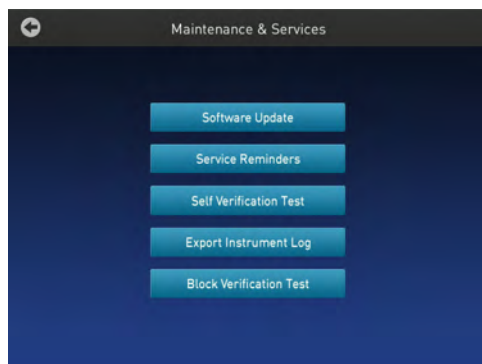 Maintenance & Services
Software Update
Service Reminders
Self Verification Test
Export Instrument Log
Block Verification Test